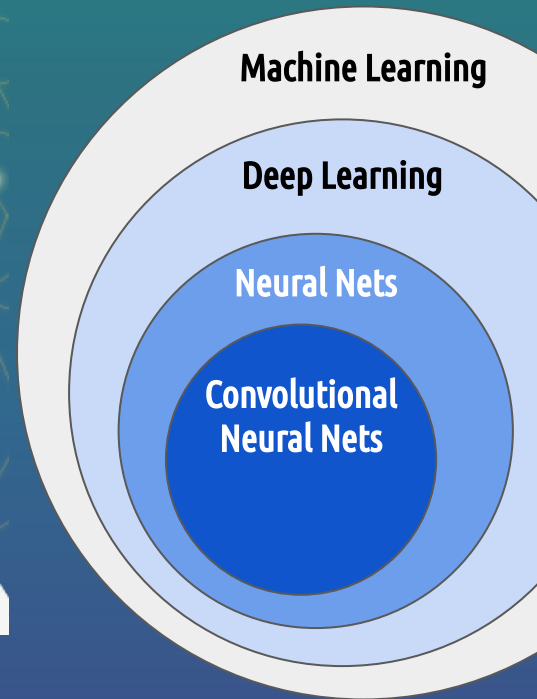 Machine Learning
Deep Learning
Neural Nets
Convolutional
Neural Nets